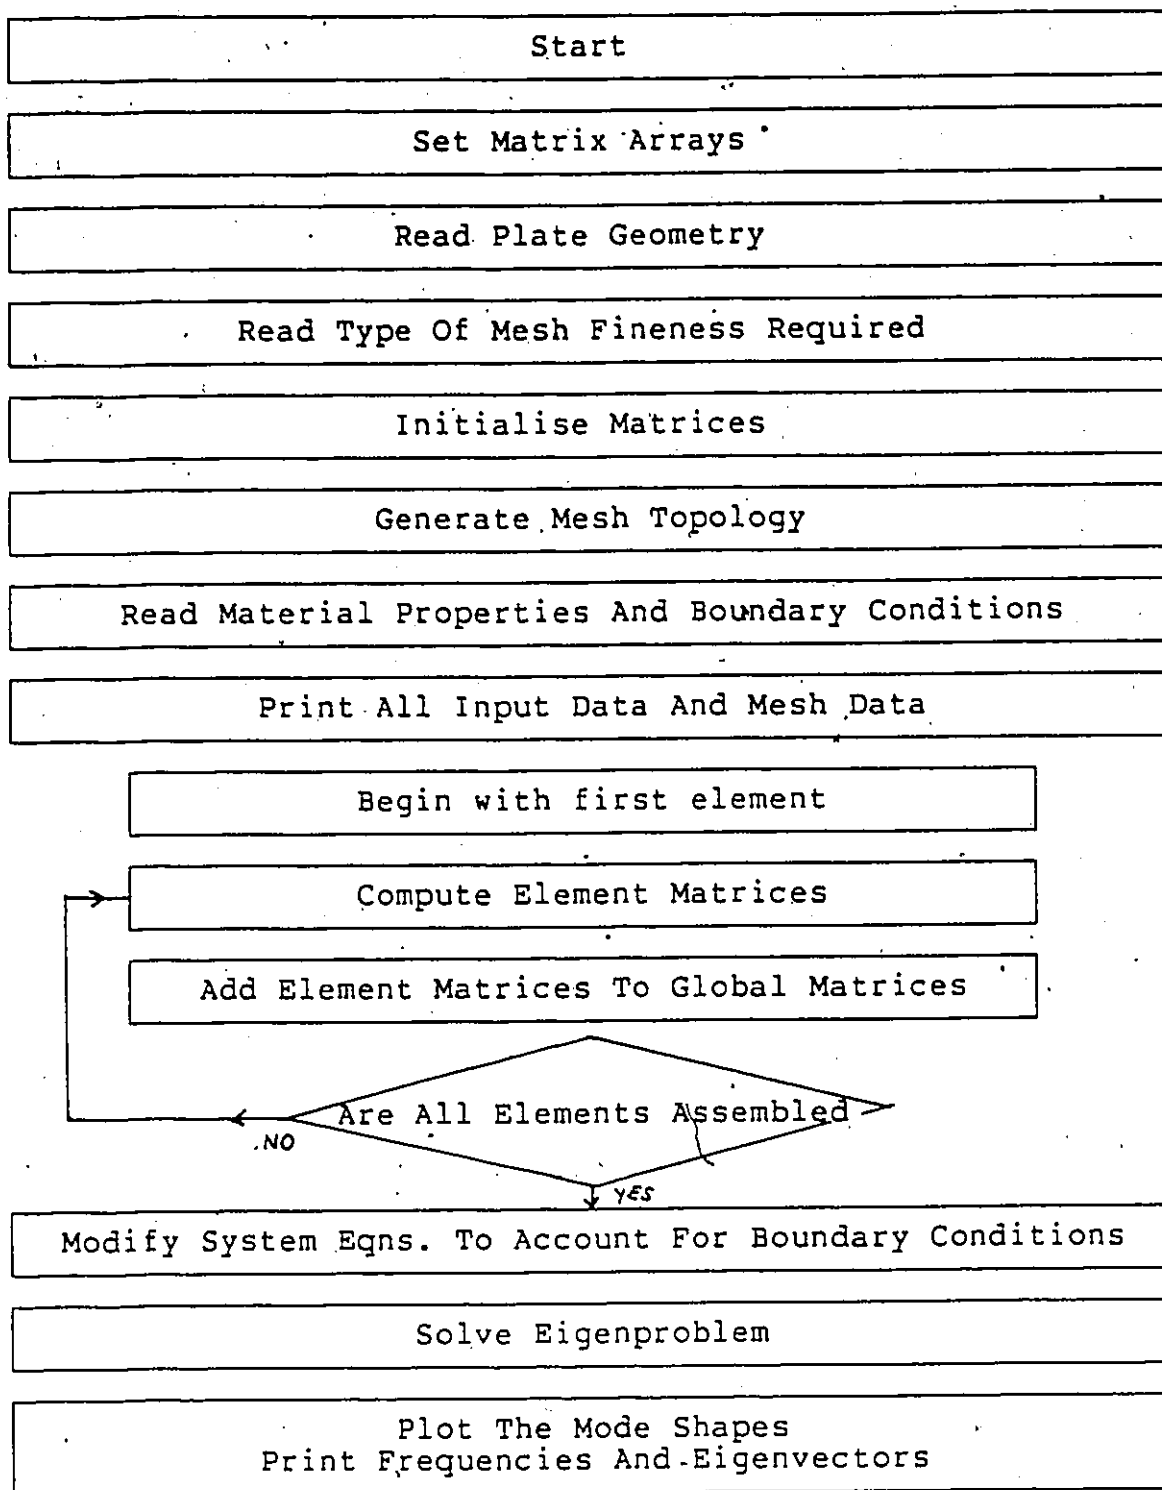 Start
Set Matrix Arrays
Read Plate Geometry
Read Type Of Mesh Fineness Required
Initialise Matrices
Generate Mesh Topology
Read Material Properties And Boundary Conditions
Print All Input Data And Mesh Data
Begin with first element
Compute Element Matrices
Add Element Matrices To Global Matrices
Are All Elements Assembled
NO
YES
Modify System Eqns. To Account For Boundary Conditions
Solve Eigenproblem
Plot The Mode Shapes
Print Frequencies And Eigenvectors